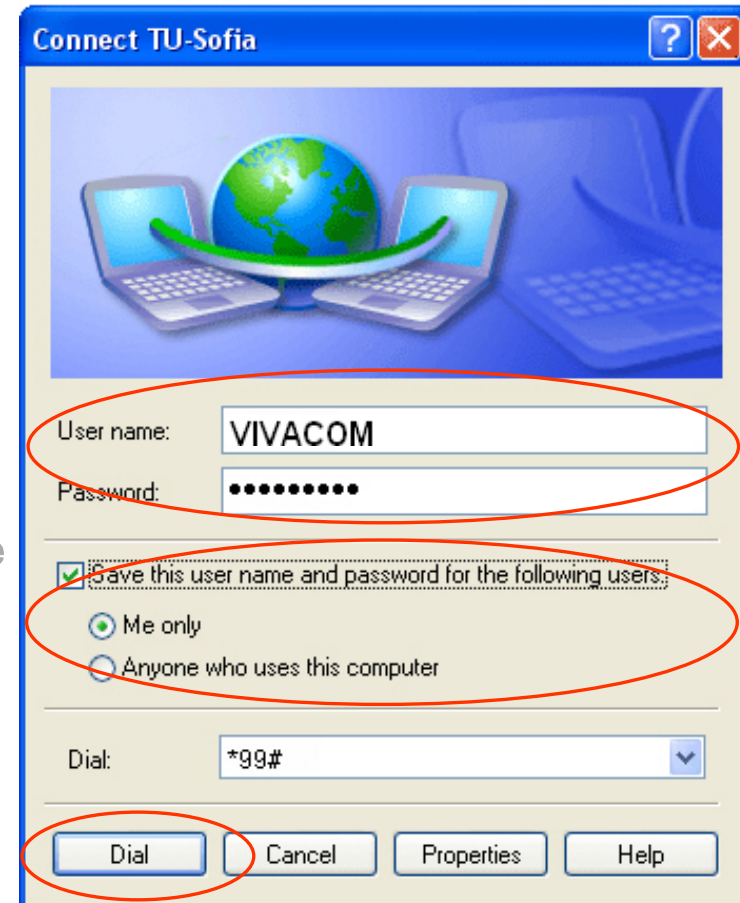 Connect TU-Sofia
User name: VIVACOM
Password: •••••••••
Save this user name and password for the following users:
Me only
Anyone who uses this computer
Dial: *99#
Dial Cancel Properties Help